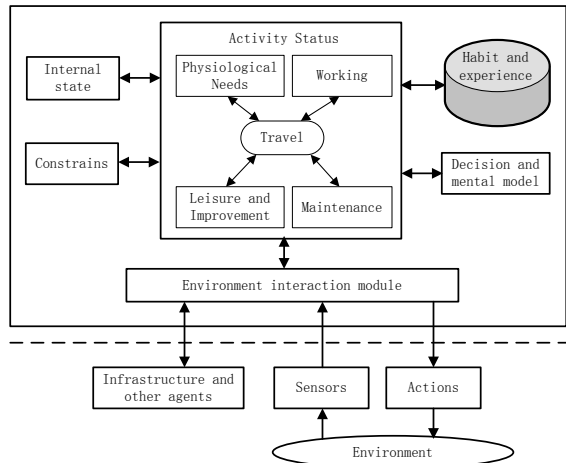 Activity Status
Internal
state
Physiological
Needs
Working
Habit and
experience
Travel
Constrains
Decision and
mental model
Leisure and
Improvement
Maintenance
Environment interaction module
Infrastructure and
other agents
Sensors
Actions
Environment